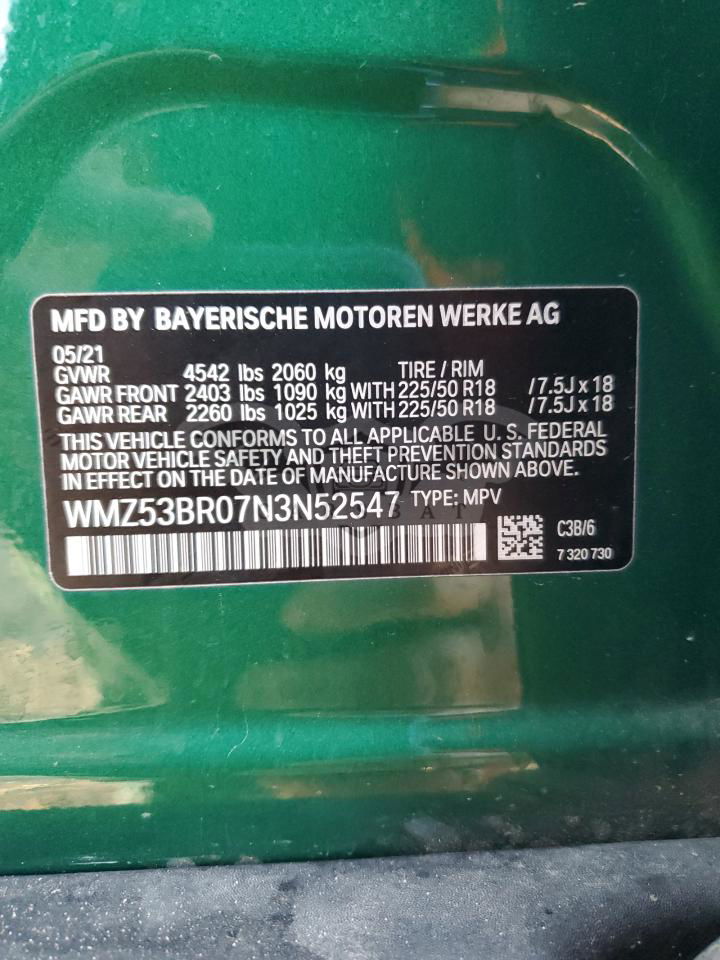 MFD BY BAYERISCHE MOTOREN WERKE AG
05/21
GVWR 4542 lbs 2060 kg TIRE / RIM
GAWR FRONT 2403 lbs 1090 kg WITH 225/50 R18 /7.5J x 18
GAWR REAR 2260 lbs 1025 kg WITH 225/50 R18 /7.5J x 18
THIS VEHICLE CONFORMS TO ALL APPLICABLE U. S. FEDERAL
MOTOR VEHICLE SAFETY AND THEFT PREVENTION STANDARDS
IN EFFECT ON THE DATE OF MANUFACTURE SHOWN ABOVE.
WMZ53BR07N3N52547 TYPE: MPV
C3B/6
7 320 730